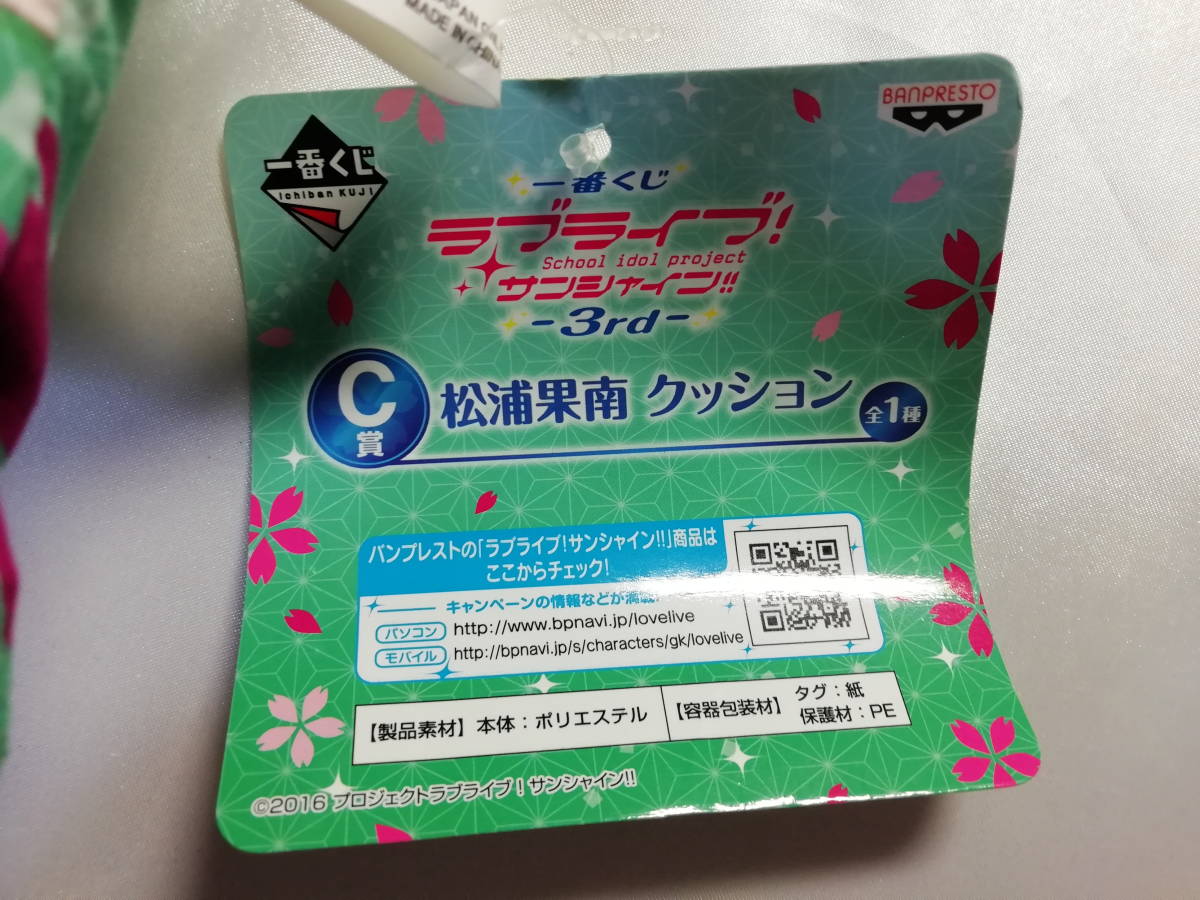 MADE IN CHINA
BANPRESTO
一番くじ
Ichiban KUJI
一番くじ
ラブライブ!
School idol project
サンシャイン!!
-3rd-
C賞
松浦果南 クッション
全1種
バンプレストの「ラブライブ!サンシャイン!!」商品は
ここからチェック!
キャンペーンの情報などが満載!
パソコン http://www.bpnavi.jp/lovelive
モバイル http://bpnavi.jp/s/characters/gk/lovelive
【製品素材】本体:ポリエステル
【容器包装材】タグ:紙
保護材:PE
©2016 プロジェクトラブライブ!サンシャイン!!